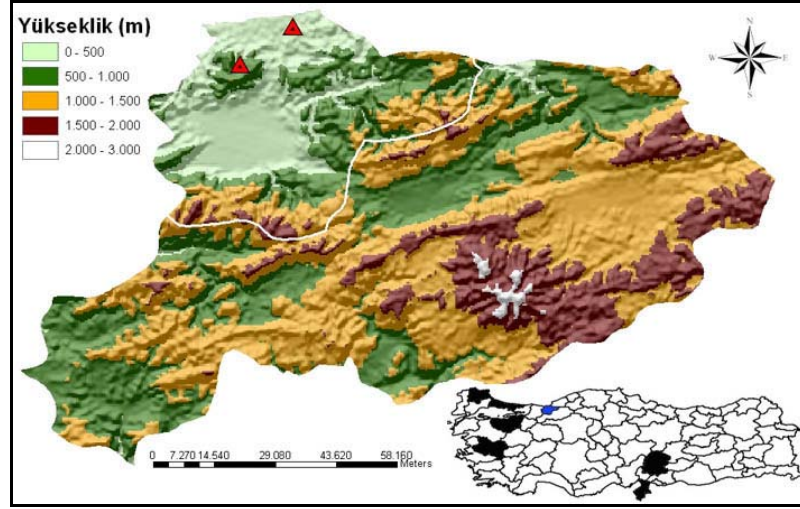 Yükseklik (m)
0 - 500
500 - 1.000
1.000 - 1.500
1.500 - 2.000
2.000 - 3.000
N
W E
S
0 7.270 14.540 29.080 43.620 58.160
Meters